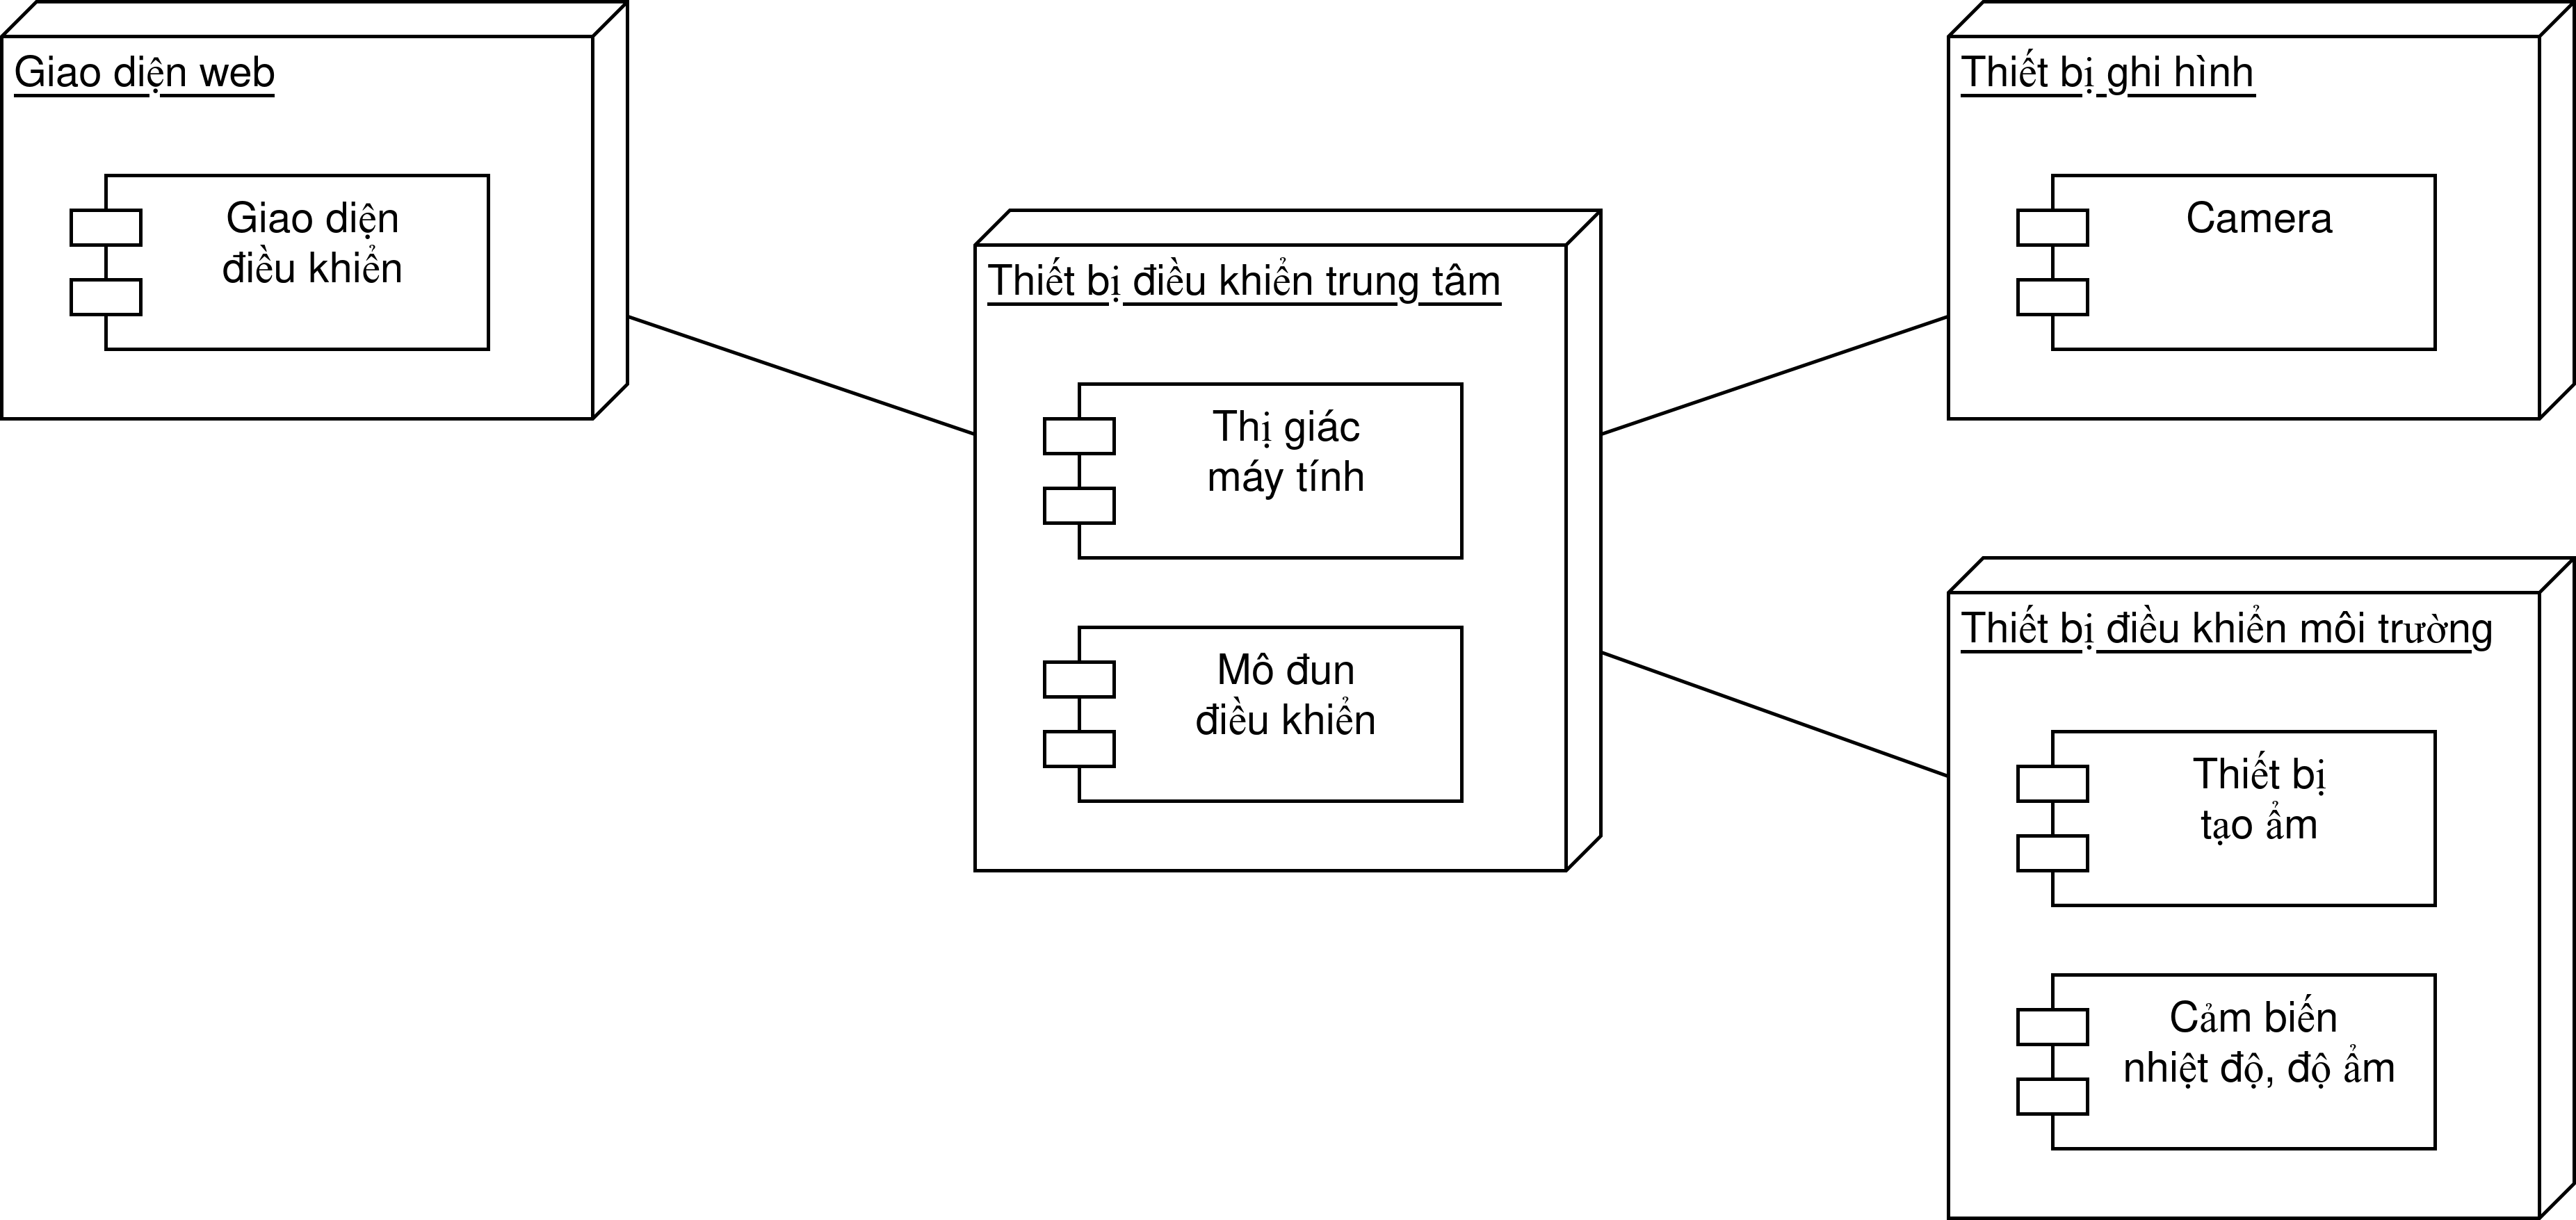 Giao diện web
Giao diện
điều khiển
Thiết bị điều khiển trung tâm
Thị giác
máy tính
Mô đun
điều khiển
Thiết bị ghi hình
Camera
Thiết bị điều khiển môi trường
Thiết bị
tạo ẩm
Cảm biến
nhiệt độ, độ ẩm